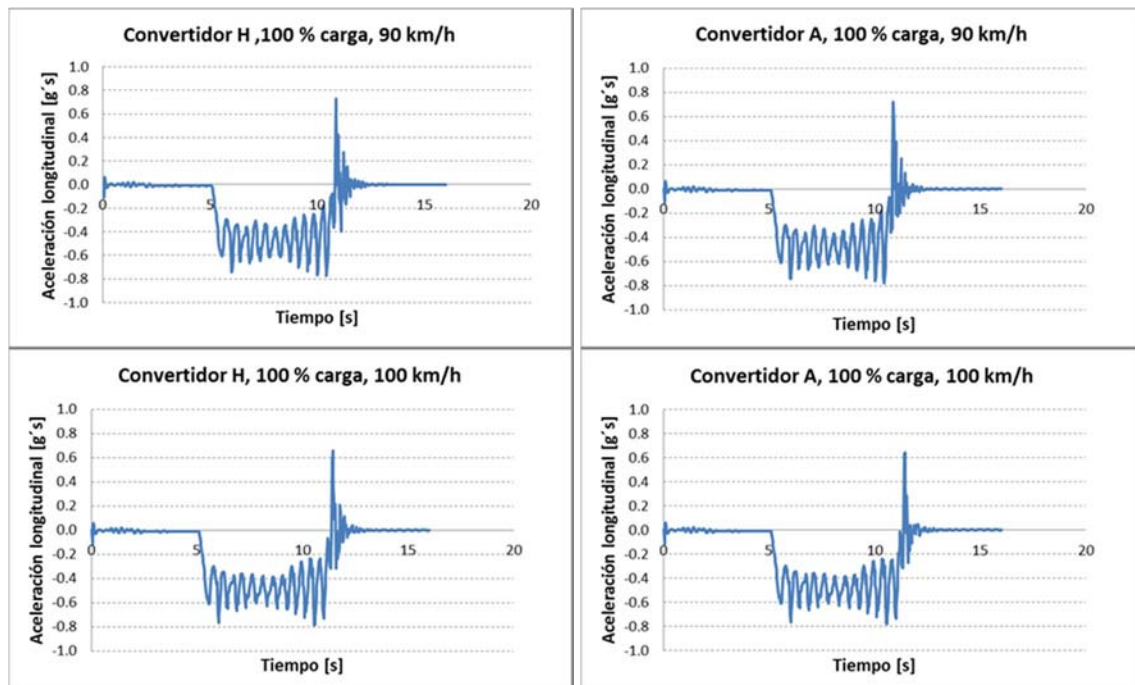 Convertidor H ,100 % carga, 90 km/h
Aceleración longitudinal [g´s]
1.0
0.8
0.6
0.4
0.2
0.0
-0.2
-0.4
-0.6
-0.8
-1.0
0 5 10 15 20
Tiempo [s]
Convertidor A, 100 % carga, 90 km/h
Aceleración longitudinal [g´s]
1.0
0.8
0.6
0.4
0.2
0.0
-0.2
-0.4
-0.6
-0.8
-1.0
0 5 10 15 20
Tiempo [s]
Convertidor H, 100 % carga, 100 km/h
Aceleración longitudinal [g´s]
1.0
0.8
0.6
0.4
0.2
0.0
-0.2
-0.4
-0.6
-0.8
-1.0
0 5 10 15 20
Tiempo [s]
Convertidor A, 100 % carga, 100 km/h
Aceleración longitudinal [g´s]
1.0
0.8
0.6
0.4
0.2
0.0
-0.2
-0.4
-0.6
-0.8
-1.0
0 5 10 15 20
Tiempo [s]